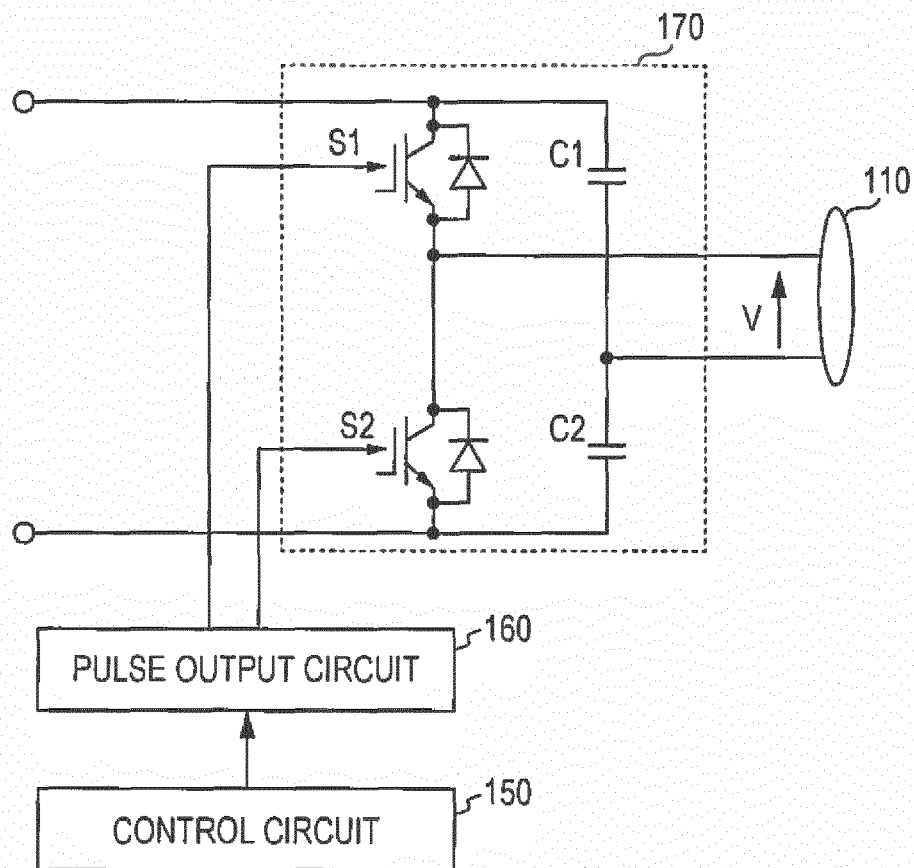 170
S1
C1
110
V
S2
C2
160
PULSE OUTPUT CIRCUIT
150
CONTROL CIRCUIT